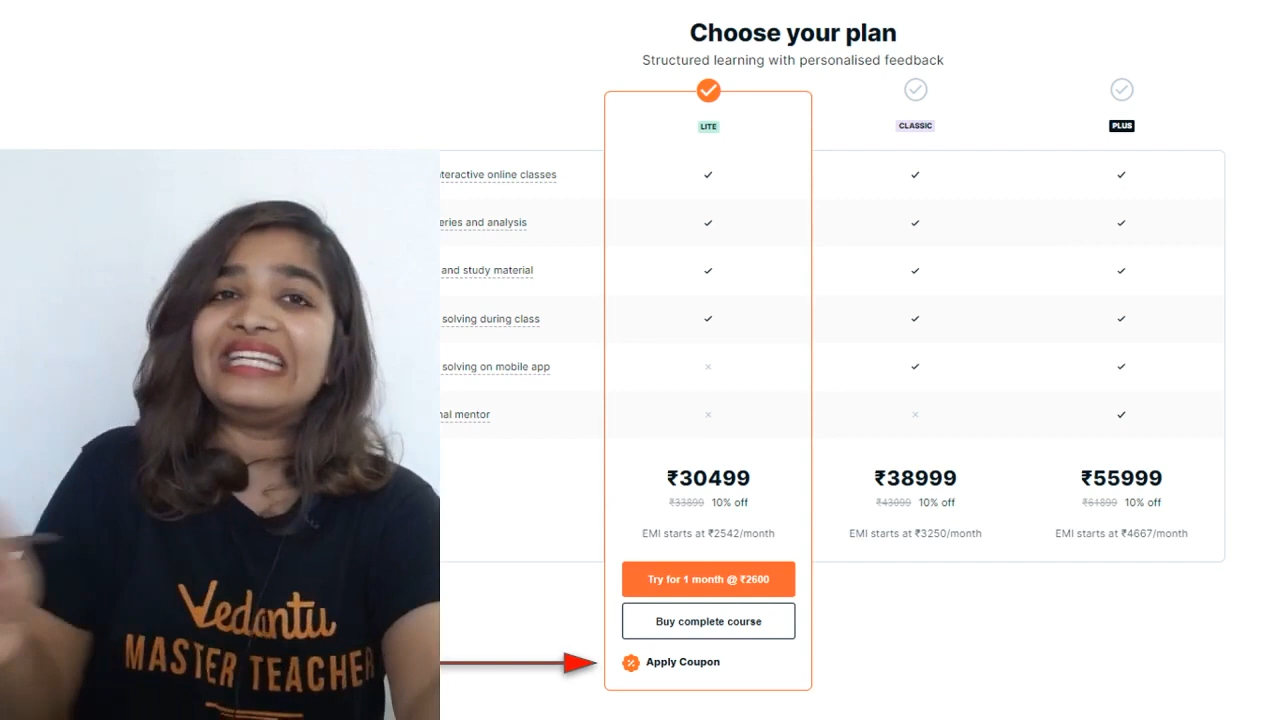 Choose your plan
Structured learning with personalised feedback
LITE CLASSIC PLUS
interactive online classes
eries and analysis
and study material
solving during class
solving on mobile app
nal mentor
₹30499 ₹38999 ₹55999
₹33899 10% off ₹43999 10% off ₹61899 10% off
EMI starts at ₹2542/month EMI starts at ₹3250/month EMI starts at ₹4667/month
Try for 1 month @ ₹2600
Buy complete course
Apply Coupon
Vedantu
MASTER TEACHER